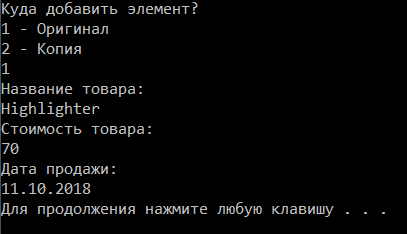 Куда добавить элемент?
1 - Оригинал
2 - Копия
1
Название товара:
Highlighter
Стоимость товара:
70
Дата продажи:
11.10.2018
Для продолжения нажмите любую клавишу . . .